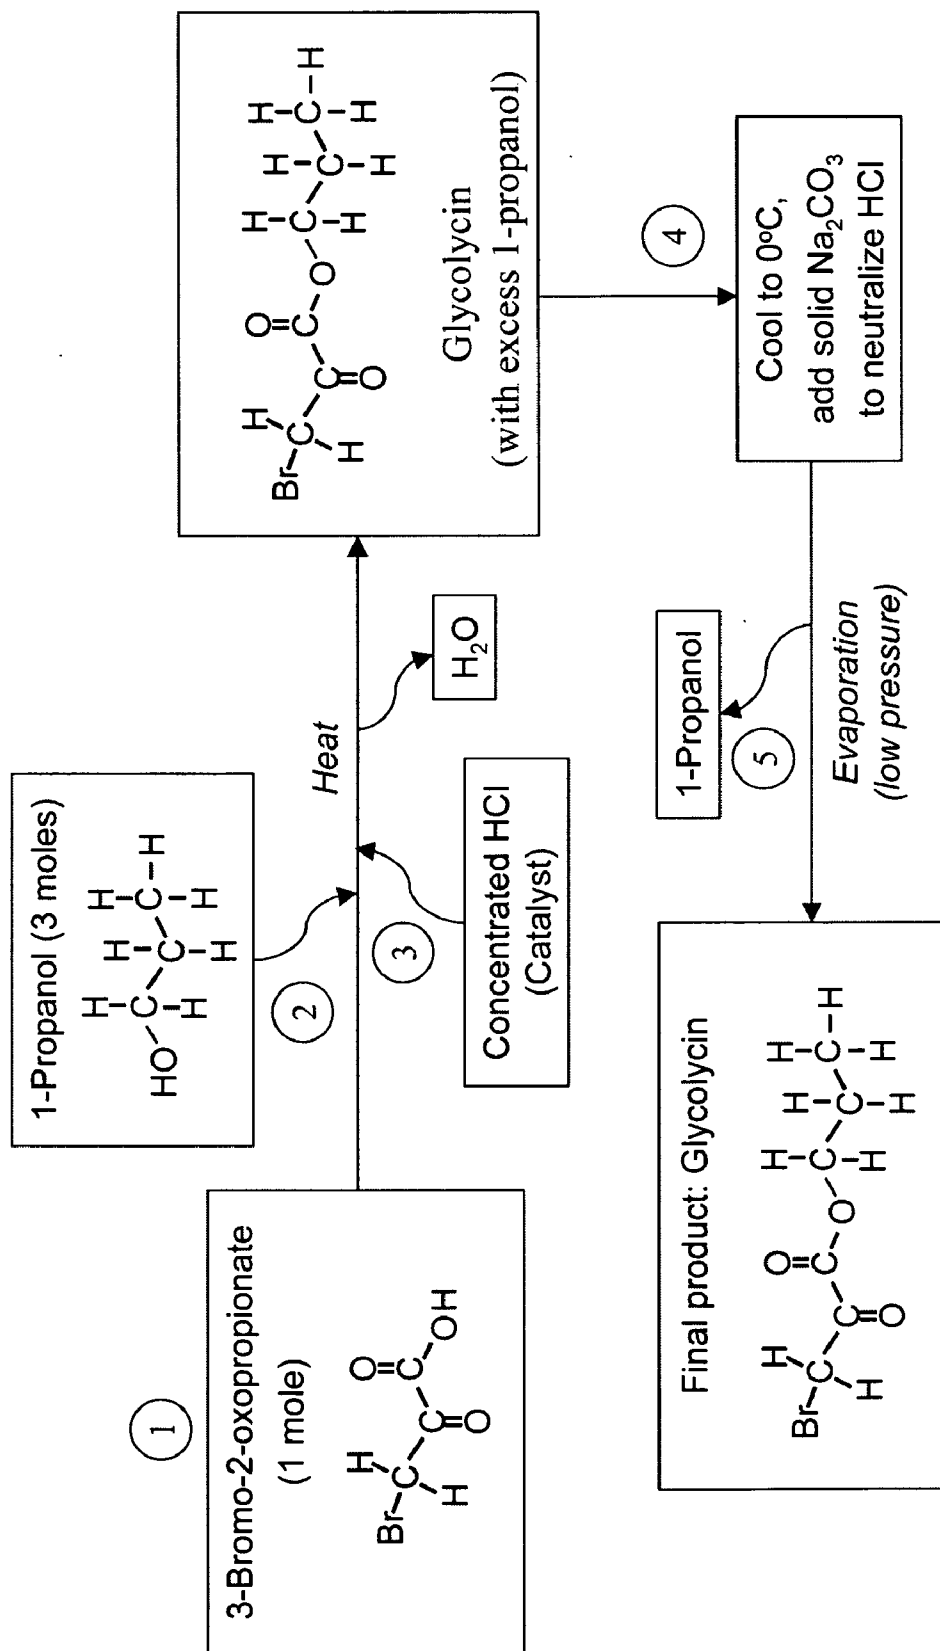 1
3-Bromo-2-oxopropionate
(1 mole)
Br
H
H
C
C
O
O
C
OH
1-Propanol (3 moles)
HO
H
C
H
H
C
H
H
C
H
H
2
3
Concentrated HCl
(Catalyst)
Heat
H₂O
Br
H
H
C
C
O
O
C
O
H
C
H
H
C
H
H
C
H
H
Glycolycin
(with excess 1-propanol)
4
Cool to 0ºC,
add solid Na₂CO₃
to neutralize HCl
1-Propanol
5
Evaporation
(low pressure)
Final product: Glycolycin
Br
H
H
C
C
O
O
C
O
H
C
H
H
C
H
H
C
H
H